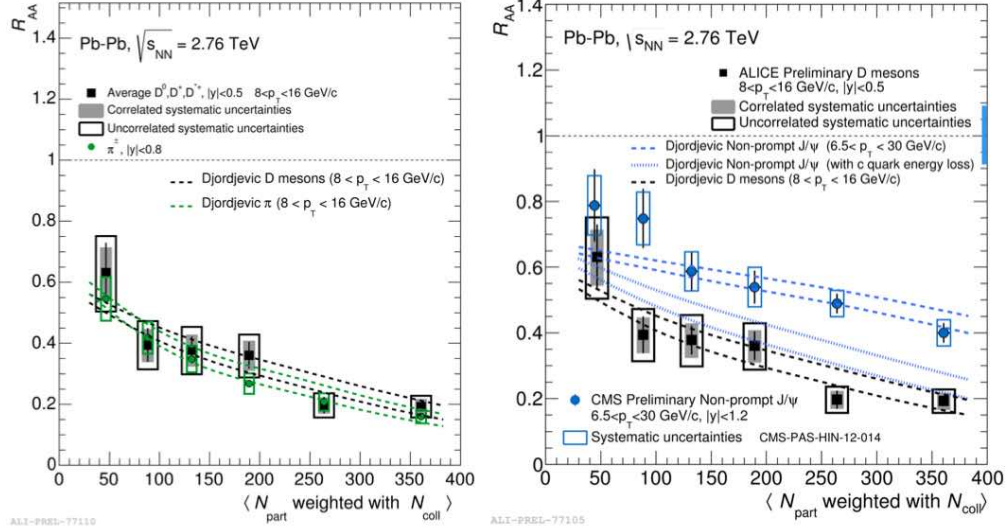 R_AA
1.4
1.2
1
0.8
0.6
0.4
0.2
0
Pb-Pb, √s_NN = 2.76 TeV
Average D⁰,D⁺,D*⁺, |y|<0.5 8<p_T<16 GeV/c
Correlated systematic uncertainties
Uncorrelated systematic uncertainties
π±, |y|<0.8
Djordjevic D mesons (8 < p_T < 16 GeV/c)
Djordjevic π (8 < p_T < 16 GeV/c)
0 50 100 150 200 250 300 350 400
⟨ N_part weighted with N_coll ⟩
ALI-PREL-77110
R_AA
1.4
1.2
1
0.8
0.6
0.4
0.2
0
Pb-Pb, √s_NN = 2.76 TeV
ALICE Preliminary D mesons
8<p_T<16 GeV/c, |y|<0.5
Correlated systematic uncertainties
Uncorrelated systematic uncertainties
Djordjevic Non-prompt J/ψ (6.5< p_T < 30 GeV/c)
Djordjevic Non-prompt J/ψ (with c quark energy loss)
Djordjevic D mesons (8 < p_T < 16 GeV/c)
CMS Preliminary Non-prompt J/ψ
6.5<p_T<30 GeV/c, |y|<1.2
Systematic uncertainties CMS-PAS-HIN-12-014
0 50 100 150 200 250 300 350 400
⟨ N_part weighted with N_coll ⟩
ALI-PREL-77105